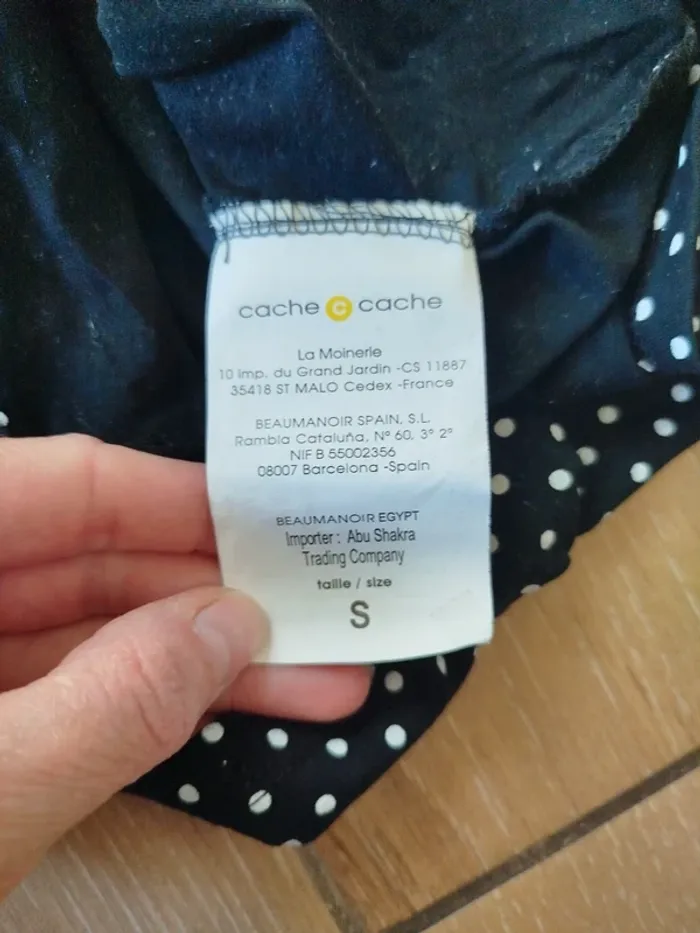 cache c cache
La Moinerie
10 imp. du Grand Jardin -CS 11887
35418 ST MALO Cedex -France
BEAUMANOIR SPAIN, S.L.
Rambla Cataluña, Nº 60, 3º 2ª
NIF B 55002356
08007 Barcelona -Spain
BEAUMANOIR EGYPT
Importer : Abu Shakra
Trading Company
taille / size
S